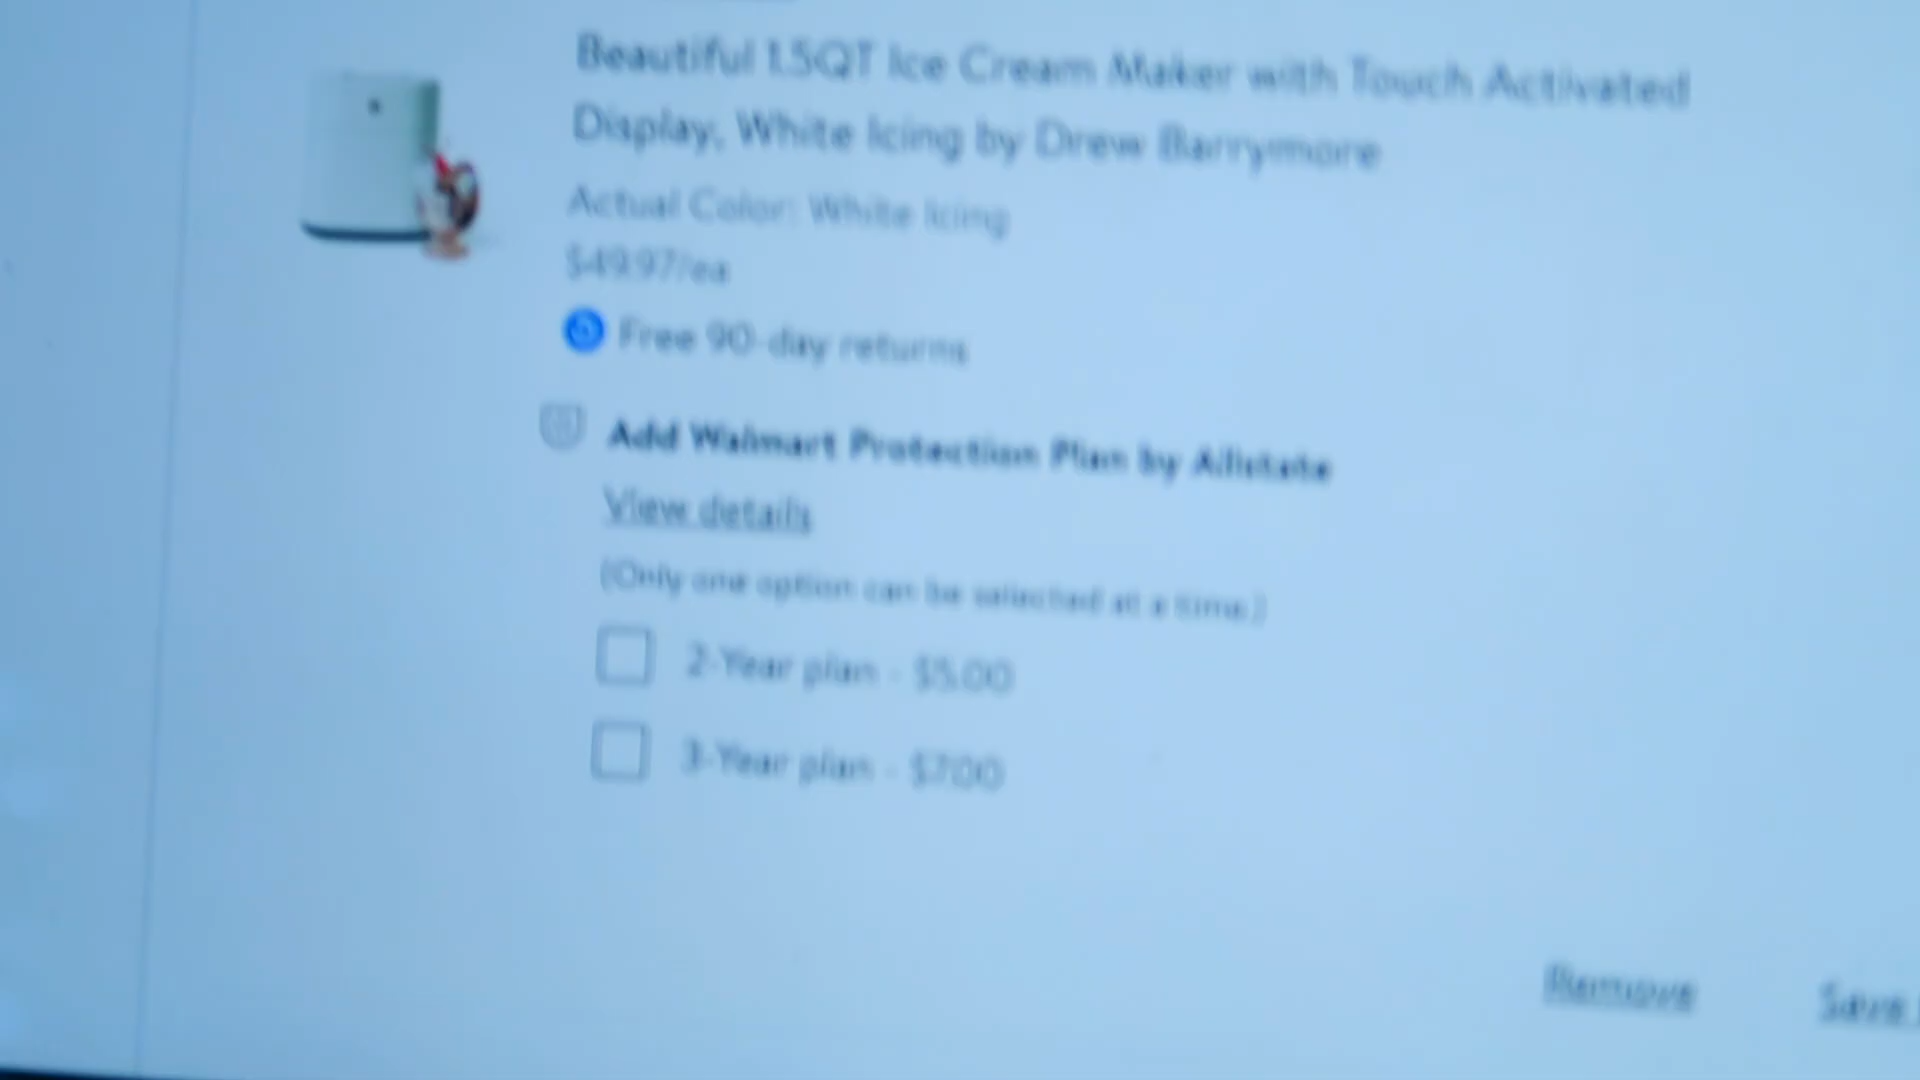 Beautiful 1.5QT Ice Cream Maker with Touch Activated
Display, White Icing by Drew Barrymore
Actual Color: White Icing
$49.97/ea
Free 90-day returns
Add Walmart Protection Plan by Allstate
View details
(Only one option can be selected at a time.)
2-Year plan - $5.00
3-Year plan - $7.00
Remove
Save